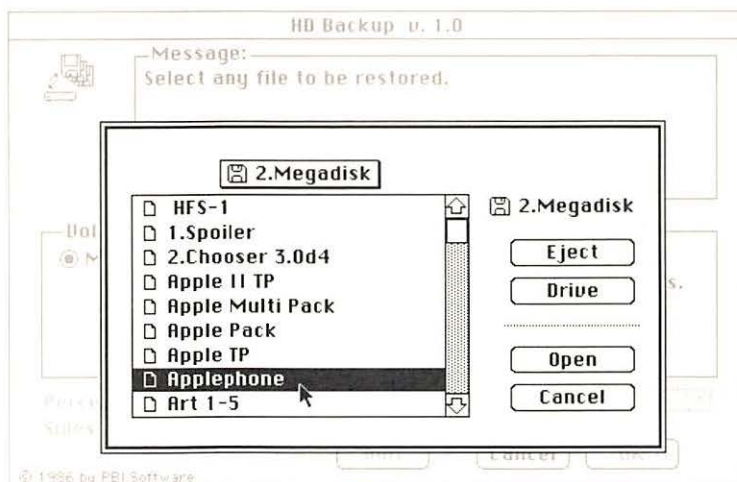 HD Backup v. 1.0
Message:
Select any file to be restored.
2.Megadisk
HFS-1
1.Spoiler
2.Chooser 3.0d4
Apple II TP
Apple Multi Pack
Apple Pack
Apple TP
Applephone
Art 1-5
2.Megadisk
Eject
Drive
Open
Cancel
Cancel
© 1986 by PBI Software